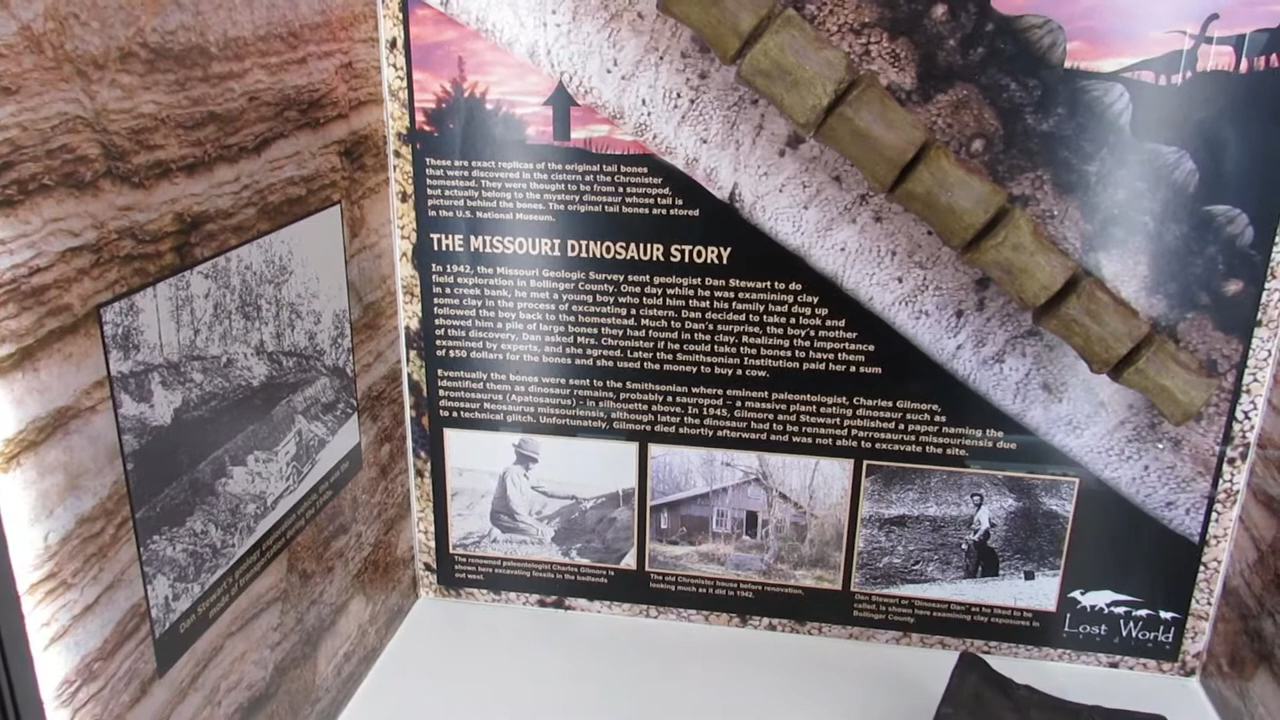 These are exact replicas of the original tail bones
that were discovered in the cistern at the Chronister
homestead. They were thought to be from a sauropod,
but actually belong to the mystery dinosaur whose tail is
pictured behind the bones. The original tail bones are stored
in the U.S. National Museum.
THE MISSOURI DINOSAUR STORY
In 1942, the Missouri Geologic Survey sent geologist Dan Stewart to do
field exploration in Bollinger County. One day while he was examining clay
in a creek bank, he met a young boy who told him that his family had dug up
some clay in the process of excavating a cistern. Dan decided to take a look and
followed the boy back to the homestead. Much to Dan's surprise, the boy's mother
showed him a pile of large bones they had found in the clay. Realizing the importance
of this discovery, Dan asked Mrs. Chronister if he could take the bones to have them
examined by experts, and she agreed. Later the Smithsonian Institution paid her a sum
of $50 dollars for the bones and she used the money to buy a cow.
Eventually the bones were sent to the Smithsonian where eminent paleontologist, Charles Gilmore,
identified them as dinosaur remains, probably a sauropod – a massive plant eating dinosaur such as
Brontosaurus (Apatosaurus) - in silhouette above. In 1945, Gilmore and Stewart published a paper naming the
dinosaur Neosaurus missouriensis, although later the dinosaur had to be renamed Parrosaurus missouriensis due
to a technical glitch. Unfortunately, Gilmore died shortly afterward and was not able to excavate the site.
The renowned paleontologist Charles Gilmore is
shown here excavating fossils in the badlands
out west.
The old Chronister house before renovation,
looking much as it did in 1942.
Dan Stewart or "Dinosaur Dan" as he liked to be
called, is shown here examining clay exposures in
Bollinger County.
Lost World
studios
Dan Stewart's geology exploration vehicle, one was the
mode of transportation during the 1940s.